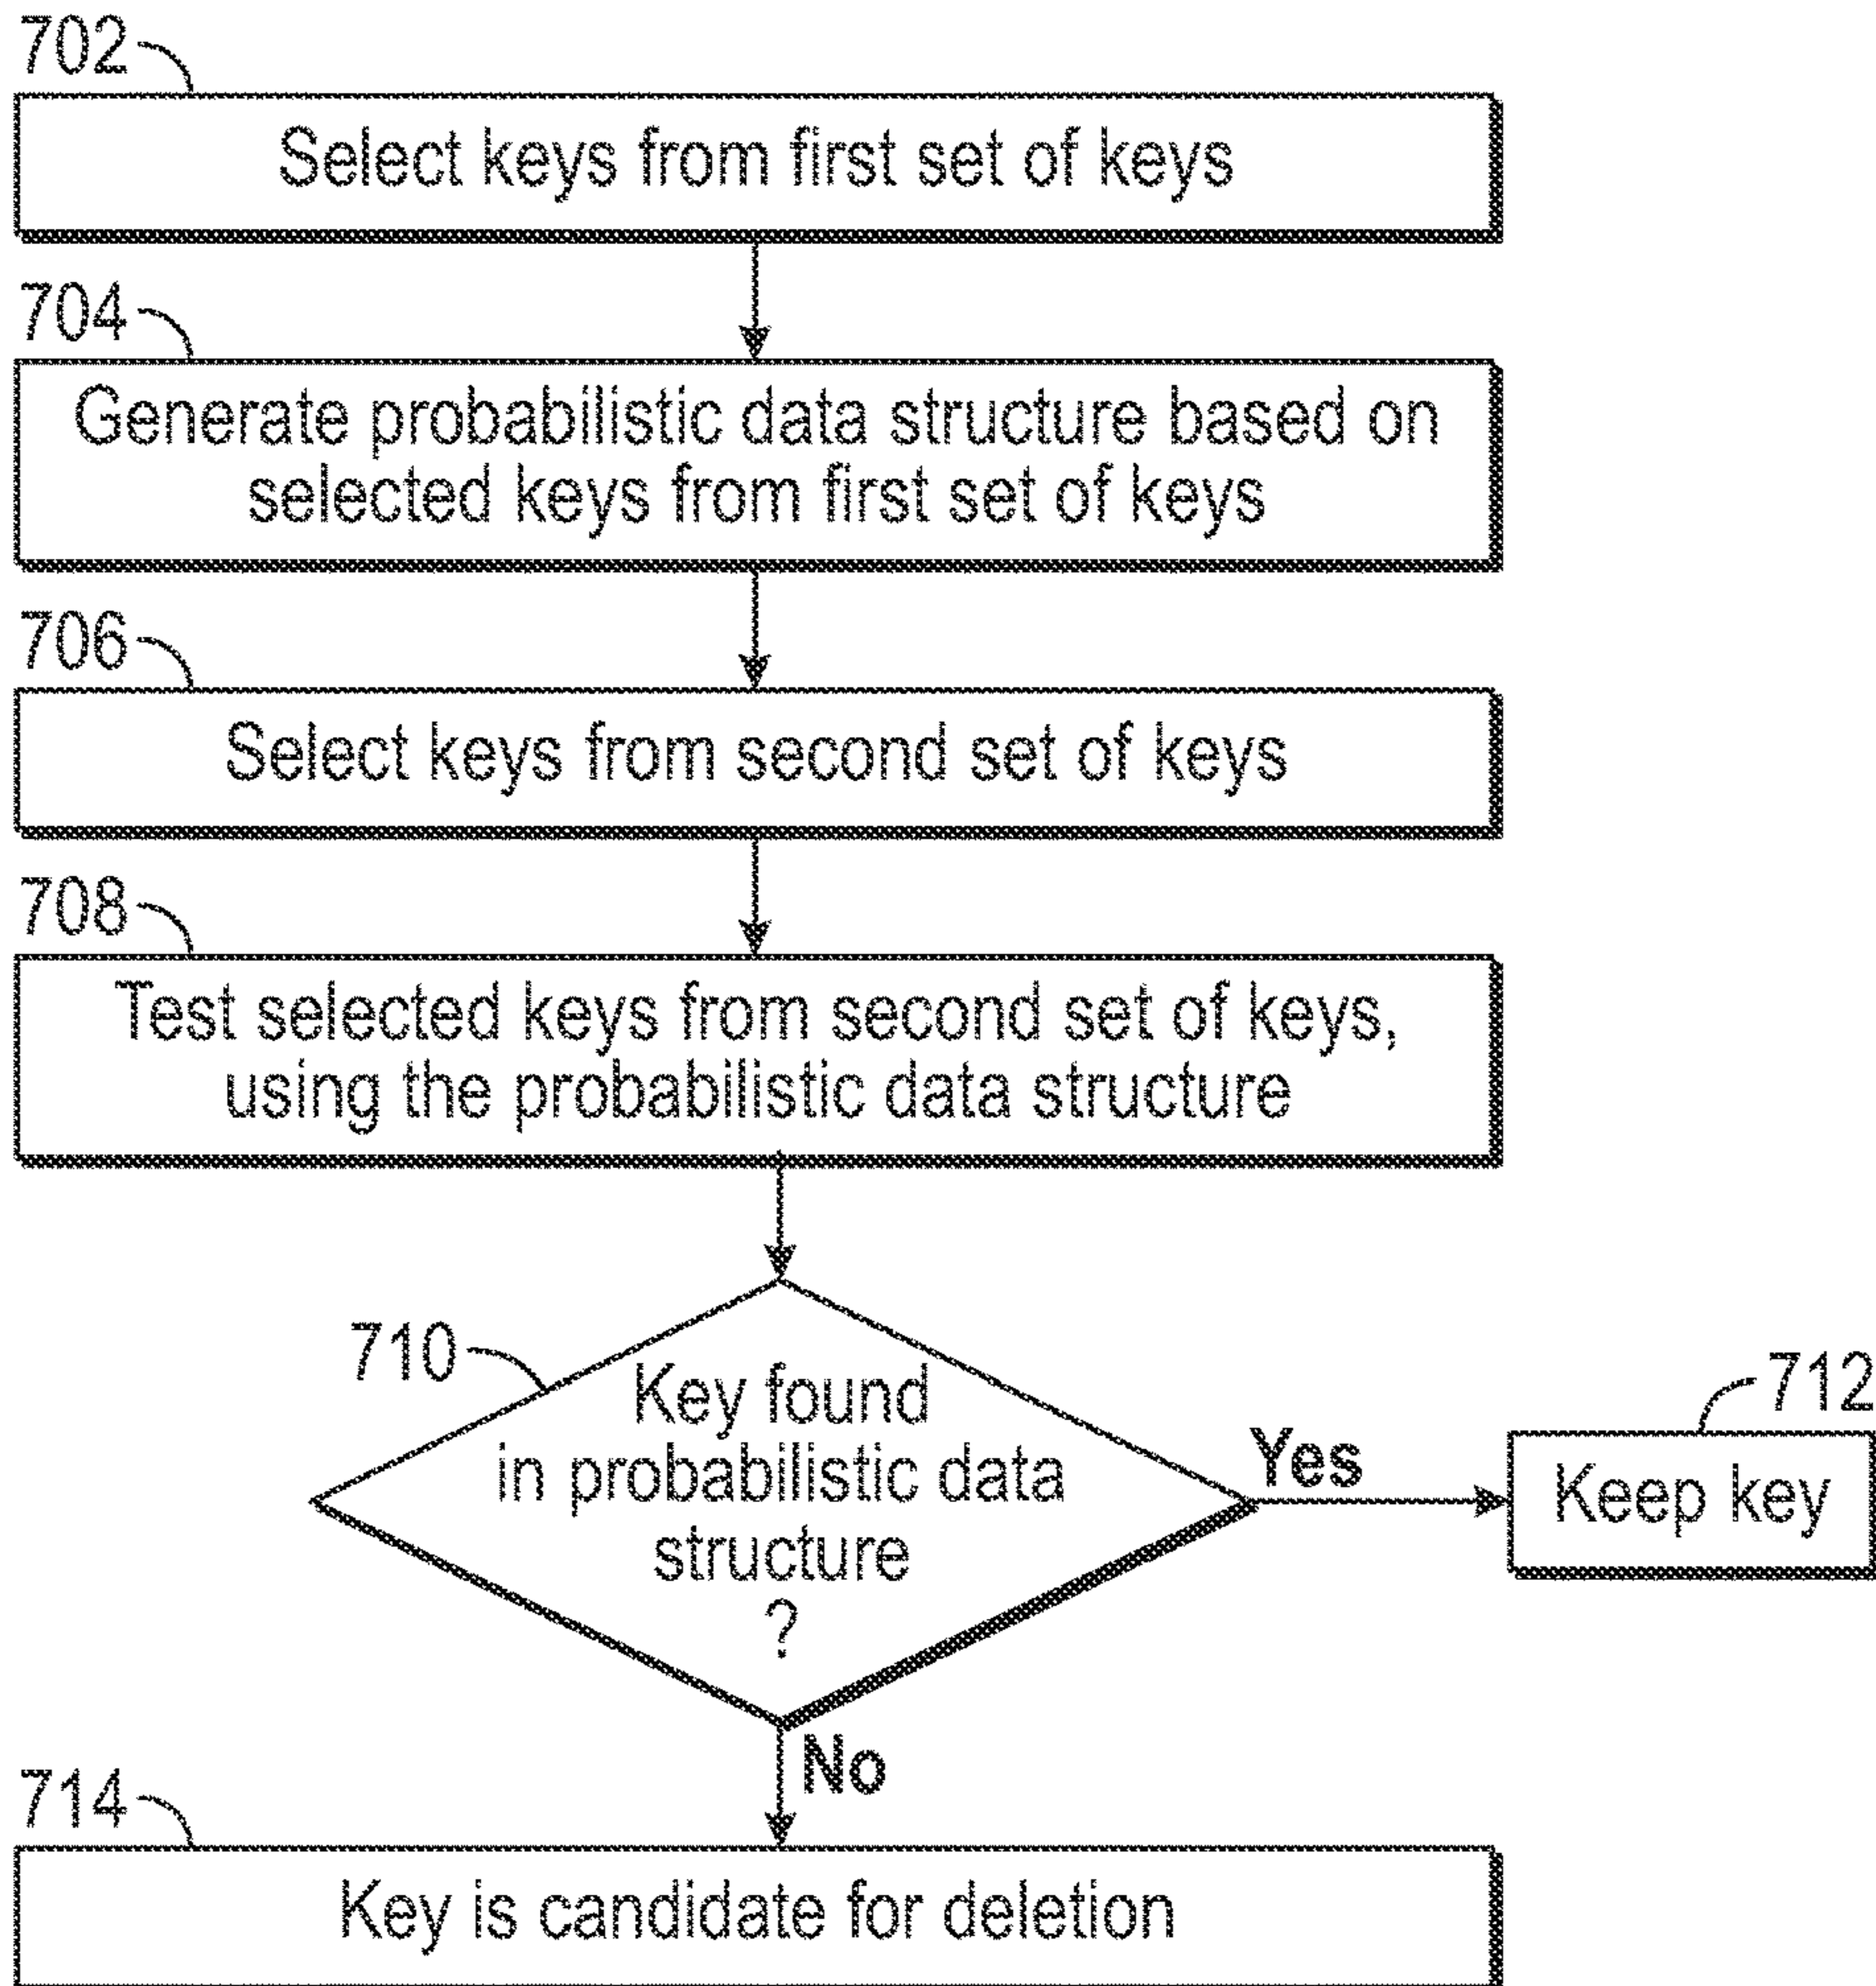 702
Select keys from first set of keys
704
Generate probabilistic data structure based on
selected keys from first set of keys
706
Select keys from second set of keys
708
Test selected keys from second set of keys,
using the probabilistic data structure
710
Key found
in probabilistic data
structure
?
Yes
712
Keep key
No
714
Key is candidate for deletion